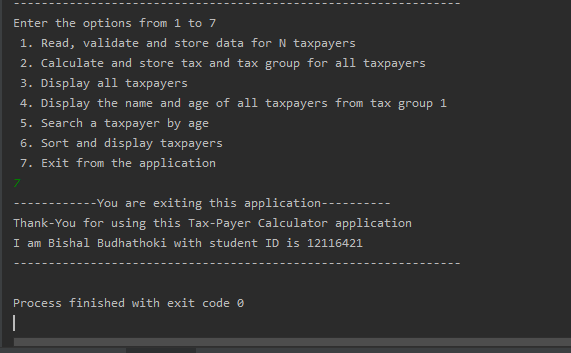 ----------------------------------------------------------------
Enter the options from 1 to 7
1. Read, validate and store data for N taxpayers
2. Calculate and store tax and tax group for all taxpayers
3. Display all taxpayers
4. Display the name and age of all taxpayers from tax group 1
5. Search a taxpayer by age
6. Sort and display taxpayers
7. Exit from the application
7
------------You are exiting this application----------
Thank-You for using this Tax-Payer Calculator application
I am Bishal Budhathoki with student ID is 12116421
----------------------------------------------------------------
Process finished with exit code 0